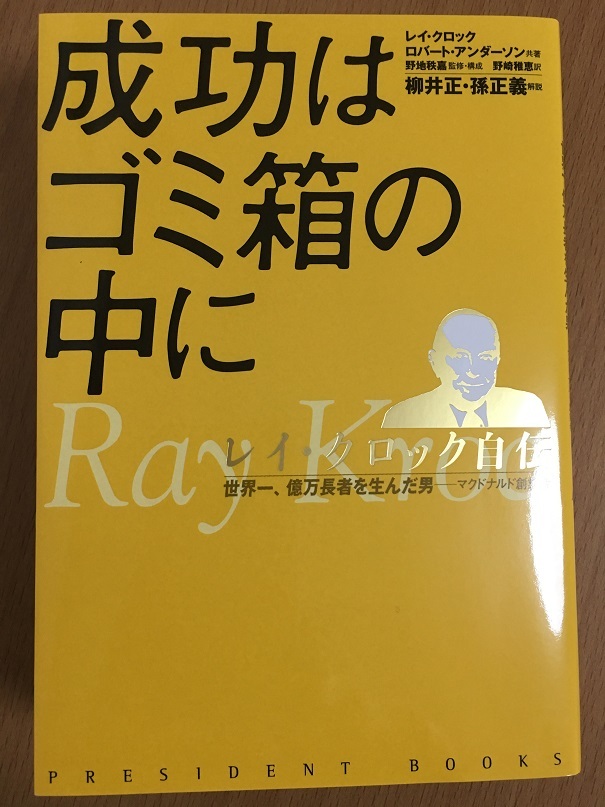 成功は
ゴミ箱の
中に
レイ・クロック
ロバート・アンダーソン共著
野地秩嘉監修・構成 野崎雅恵訳
柳井正・孫正義解説
Ray Kroc
レイ・クロック自伝
世界一、億万長者を生んだ男──マクドナルド創
PRESIDENT BOOKS